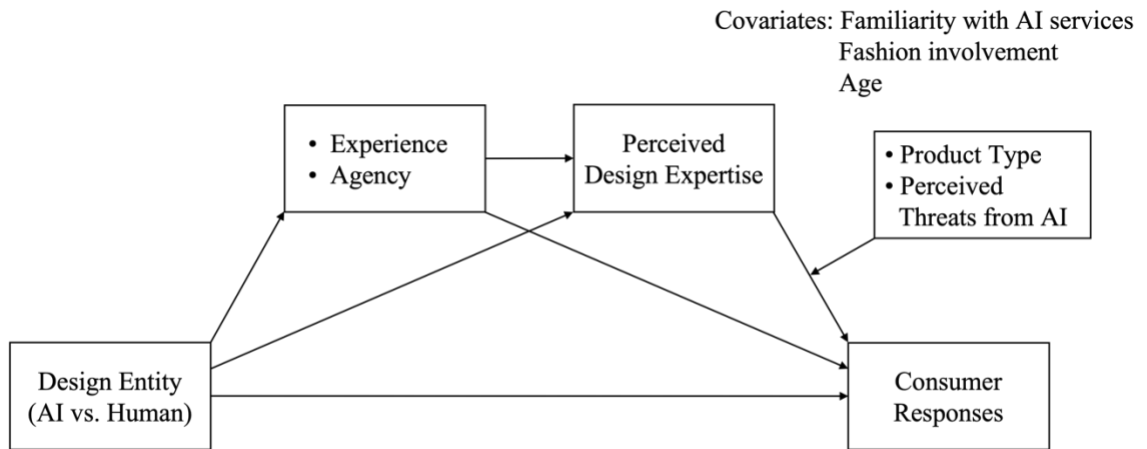 Covariates: Familiarity with AI services
Fashion involvement
Age
• Experience
• Agency
Perceived
Design Expertise
• Product Type
• Perceived
Threats from AI
Design Entity
(AI vs. Human)
Consumer
Responses